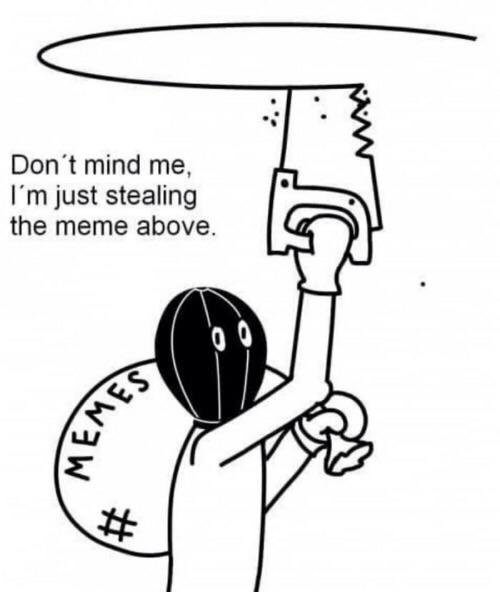 Don´t mind me,
I´m just stealing
the meme above.
MEMES
#